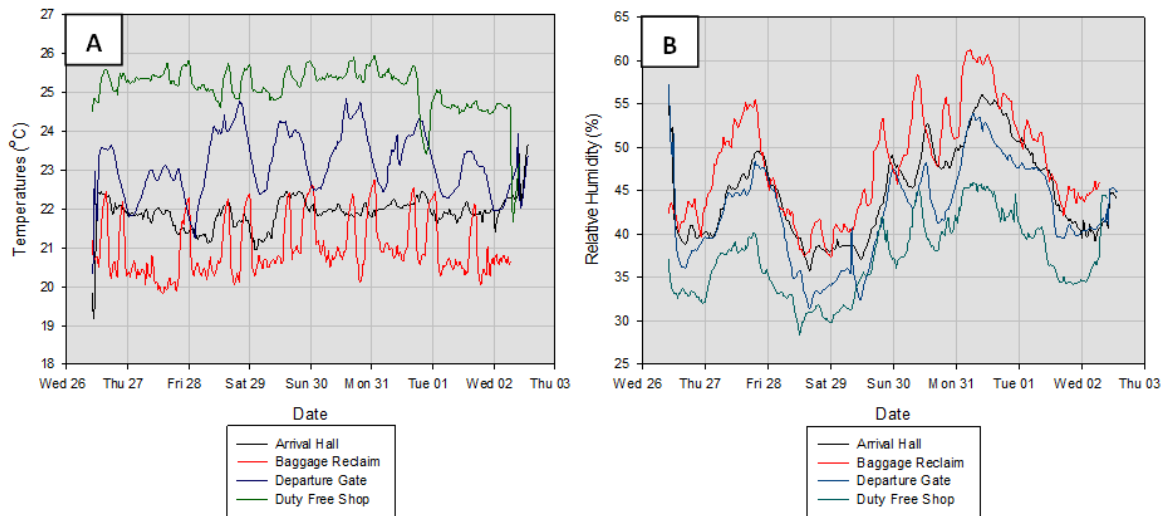 A
Temperatures (°C)
27
26
25
24
23
22
21
20
19
18
Wed 26 Thu 27 Fri 28 Sat 29 Sun 30 Mon 31 Tue 01 Wed 02 Thu 03
Date
Arrival Hall
Baggage Reclaim
Departure Gate
Duty Free Shop
B
Relative Humidity (%)
65
60
55
50
45
40
35
30
25
Wed 26 Thu 27 Fri 28 Sat 29 Sun 30 Mon 31 Tue 01 Wed 02 Thu 03
Date
Arrival Hall
Baggage Reclaim
Departure Gate
Duty Free Shop